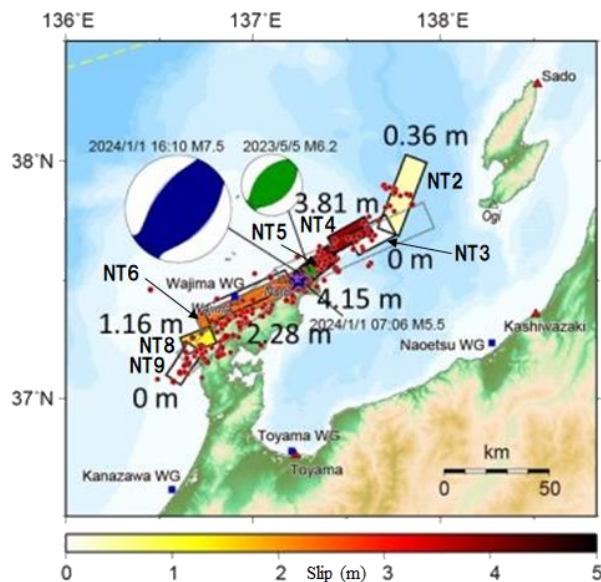 136˚E
137˚E
138˚E
Sado
2024/1/1 16:10 M7.5
2023/5/5 M6.2
0.36 m
38˚N
NT2
3.81 m
NT4
Ogi
NT5
NT3
0 m
NT6
Wajima WG
4.15 m
1.16 m
2024/1/1 07:06 M5.5
Kashiwazaki
2.28 m
Naoetsu WG
NT8
NT9
37˚N
0 m
Toyama WG
km
Toyama
Kanazawa WG
0 50
0 1 2 3 4 5
Slip (m)